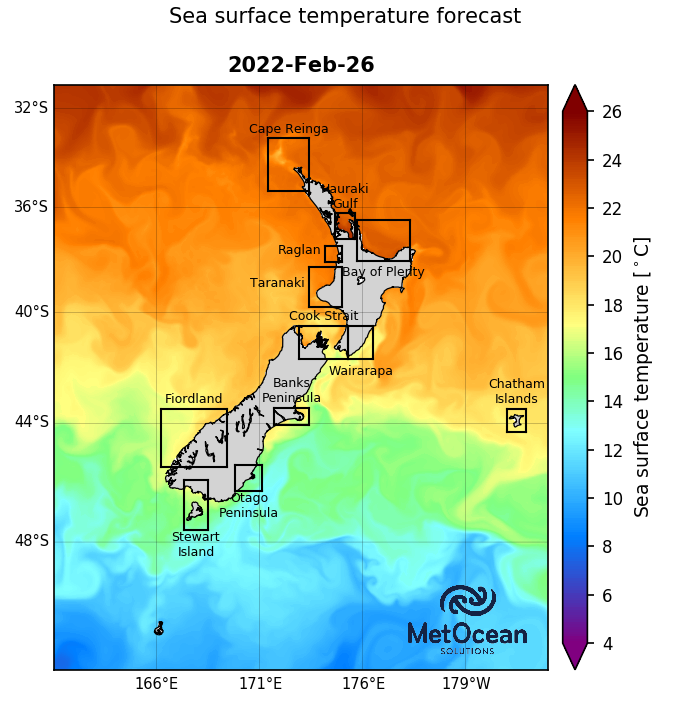 Sea surface temperature forecast
2022-Feb-26
32°S
36°S
40°S
44°S
48°S
166°E
171°E
176°E
179°W
Cape Reinga
Hauraki
Gulf
Raglan
Bay of Plenty
Taranaki
Cook Strait
Wairarapa
Banks
Peninsula
Chatham
Islands
Fiordland
Otago
Peninsula
Stewart
Island
MetOcean
SOLUTIONS
26
24
22
20
18
16
14
12
10
8
6
4
Sea surface temperature [°C]